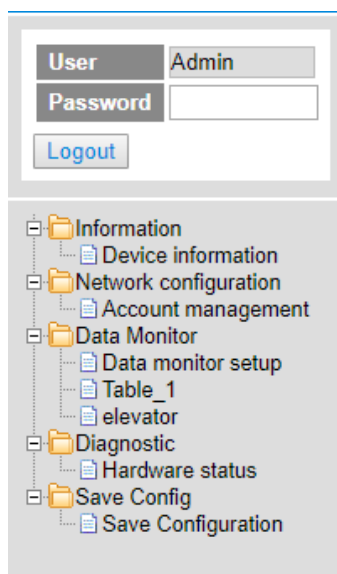 User Admin
Password
Logout
Information
Device information
Network configuration
Account management
Data Monitor
Data monitor setup
Table_1
elevator
Diagnostic
Hardware status
Save Config
Save Configuration